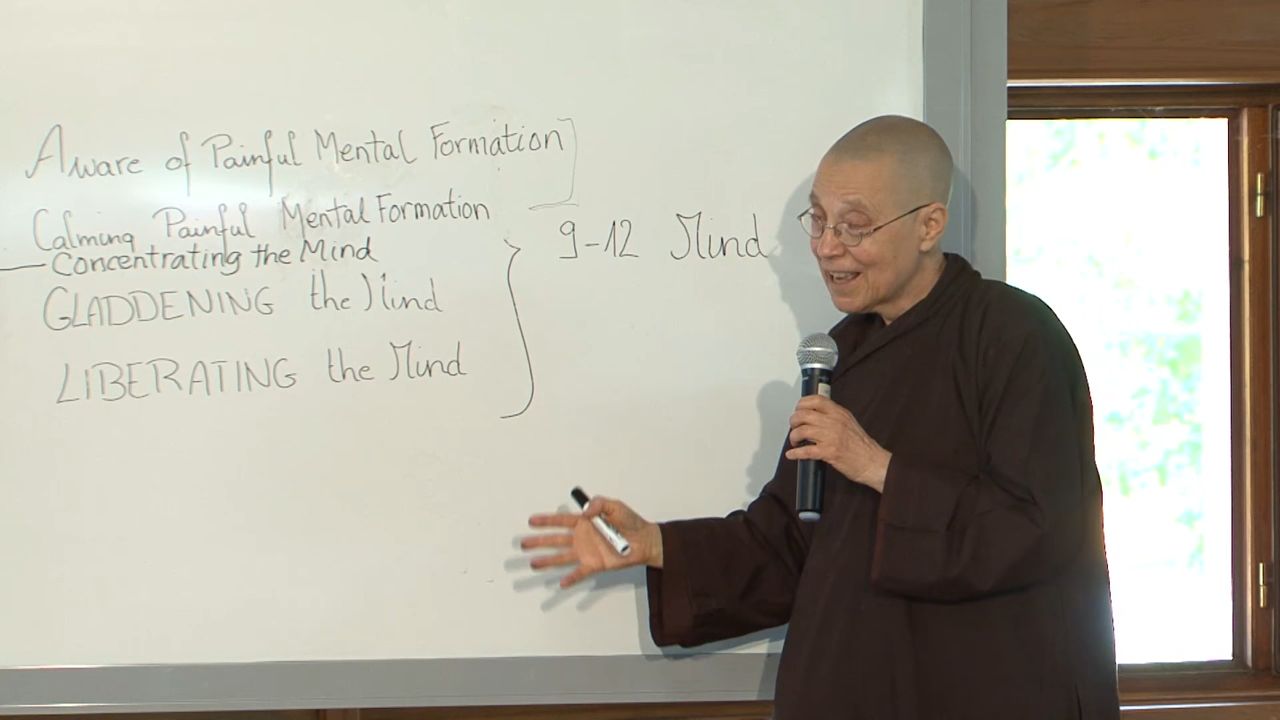 Aware of Painful Mental Formation
Calming Painful Mental Formation
Concentrating the Mind
GLADDENING the Mind
LIBERATING the Mind
9-12 Mind